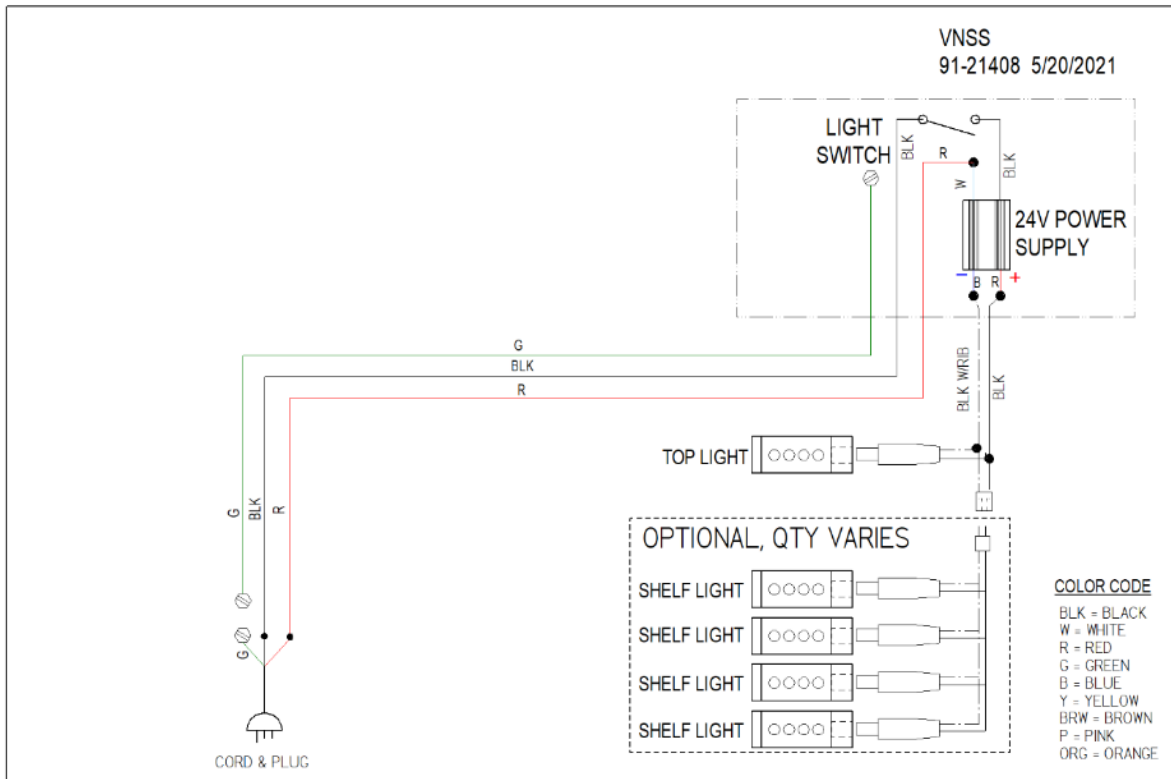 VNSS
91-21408 5/20/2021
LIGHT
SWITCH
BLK
R
BLK
W
24V POWER
SUPPLY
−
B
R
+
G
BLK
R
BLK W/RIB
BLK
TOP LIGHT
G
BLK
R
OPTIONAL, QTY VARIES
SHELF LIGHT
SHELF LIGHT
SHELF LIGHT
SHELF LIGHT
G
CORD & PLUG
COLOR CODE
BLK = BLACK
W = WHITE
R = RED
G = GREEN
B = BLUE
Y = YELLOW
BRW = BROWN
P = PINK
ORG = ORANGE